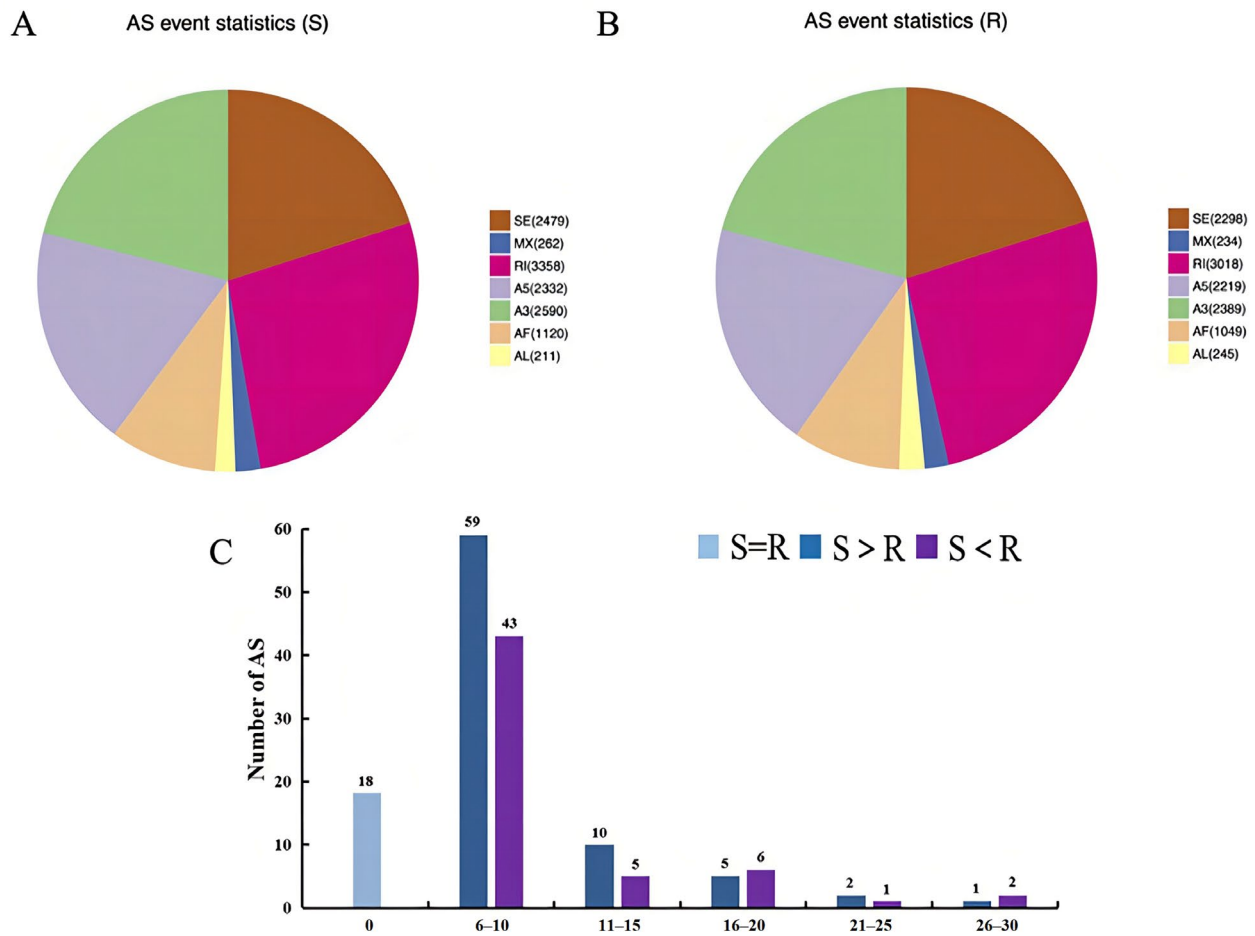 A
AS event statistics (S)
SE(2479)
MX(262)
RI(3358)
A5(2332)
A3(2590)
AF(1120)
AL(211)
B
AS event statistics (R)
SE(2298)
MX(234)
RI(3018)
A5(2219)
A3(2389)
AF(1049)
AL(245)
C
S=R S > R S < R
Number of AS
60
50
40
30
20
10
0
18
59
43
10
5
5
6
2
1
1
2
0 6–10 11–15 16–20 21–25 26–30